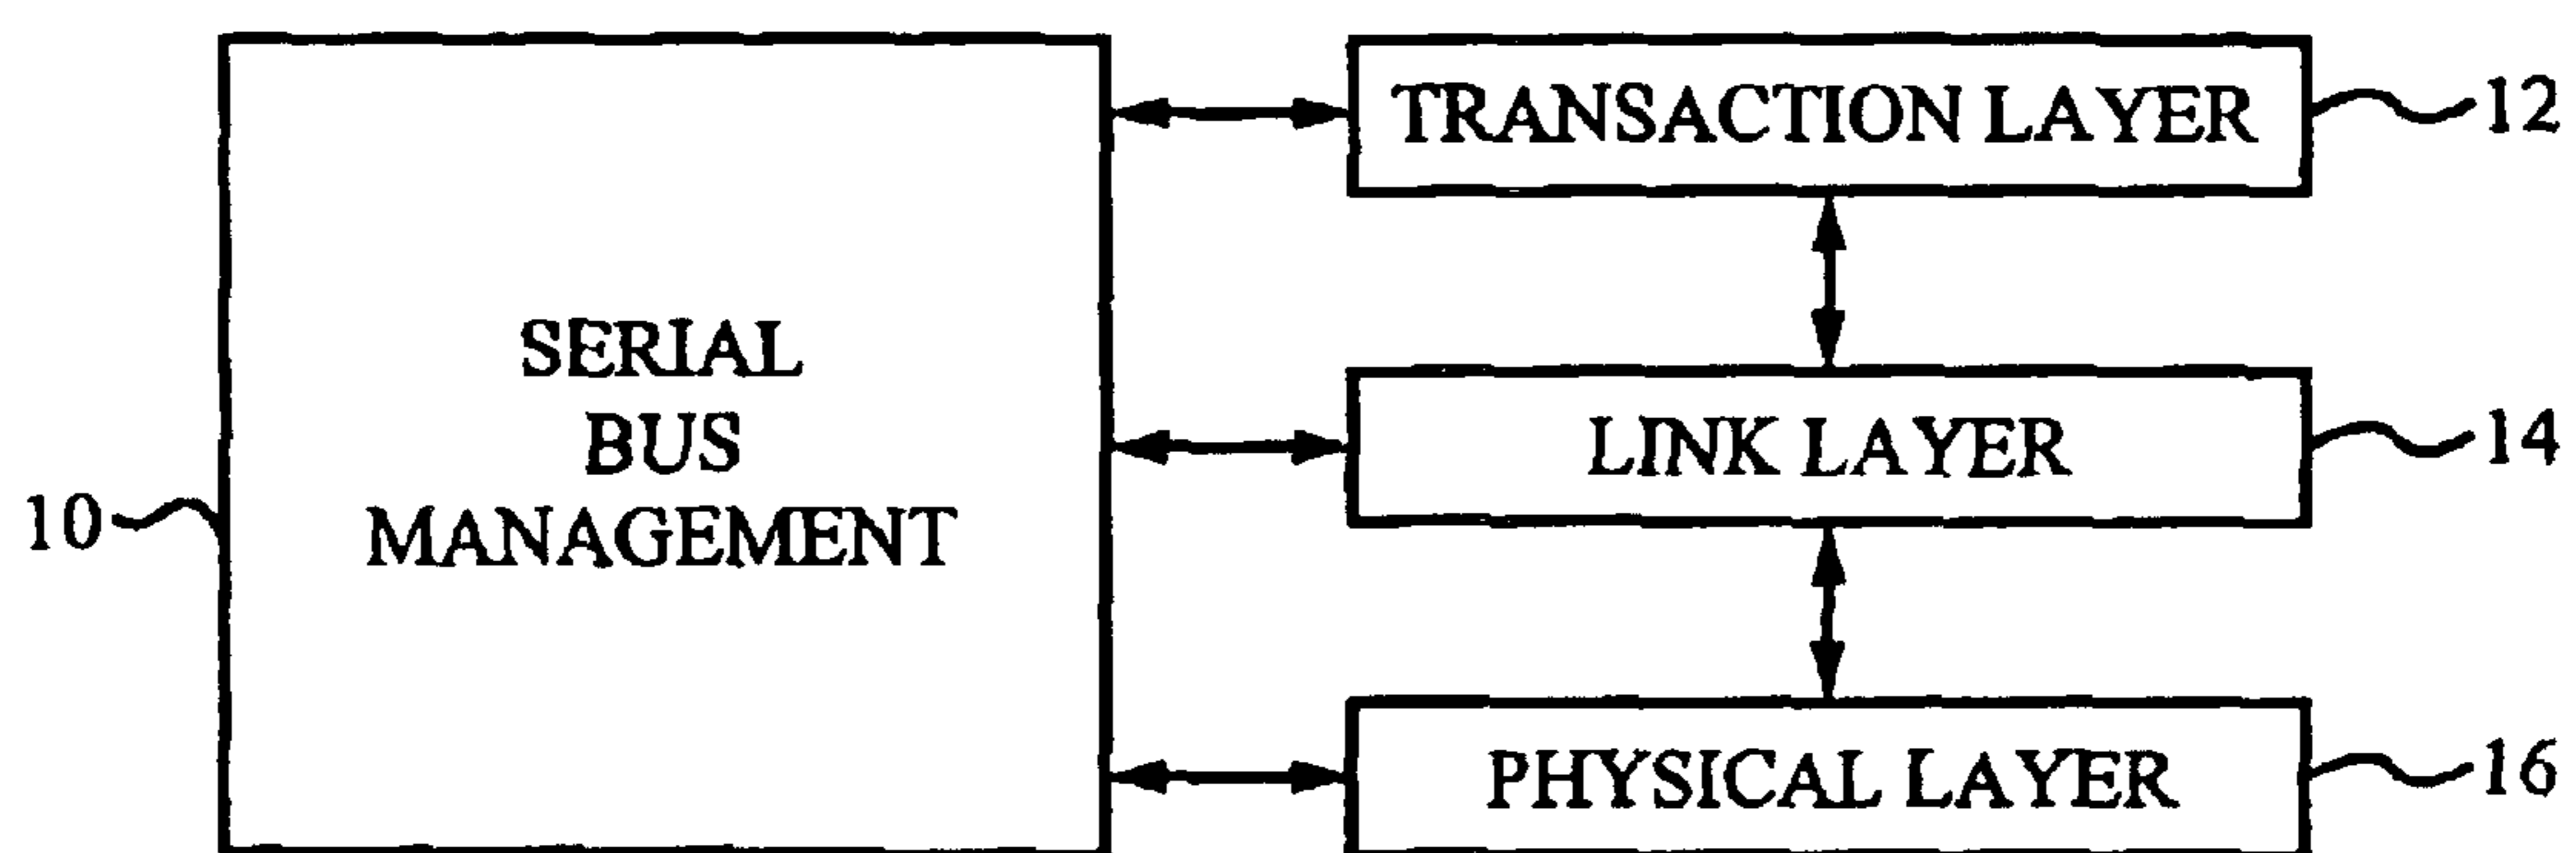 TRANSACTION LAYER
12
SERIAL
BUS
MANAGEMENT
10
LINK LAYER
14
PHYSICAL LAYER
16